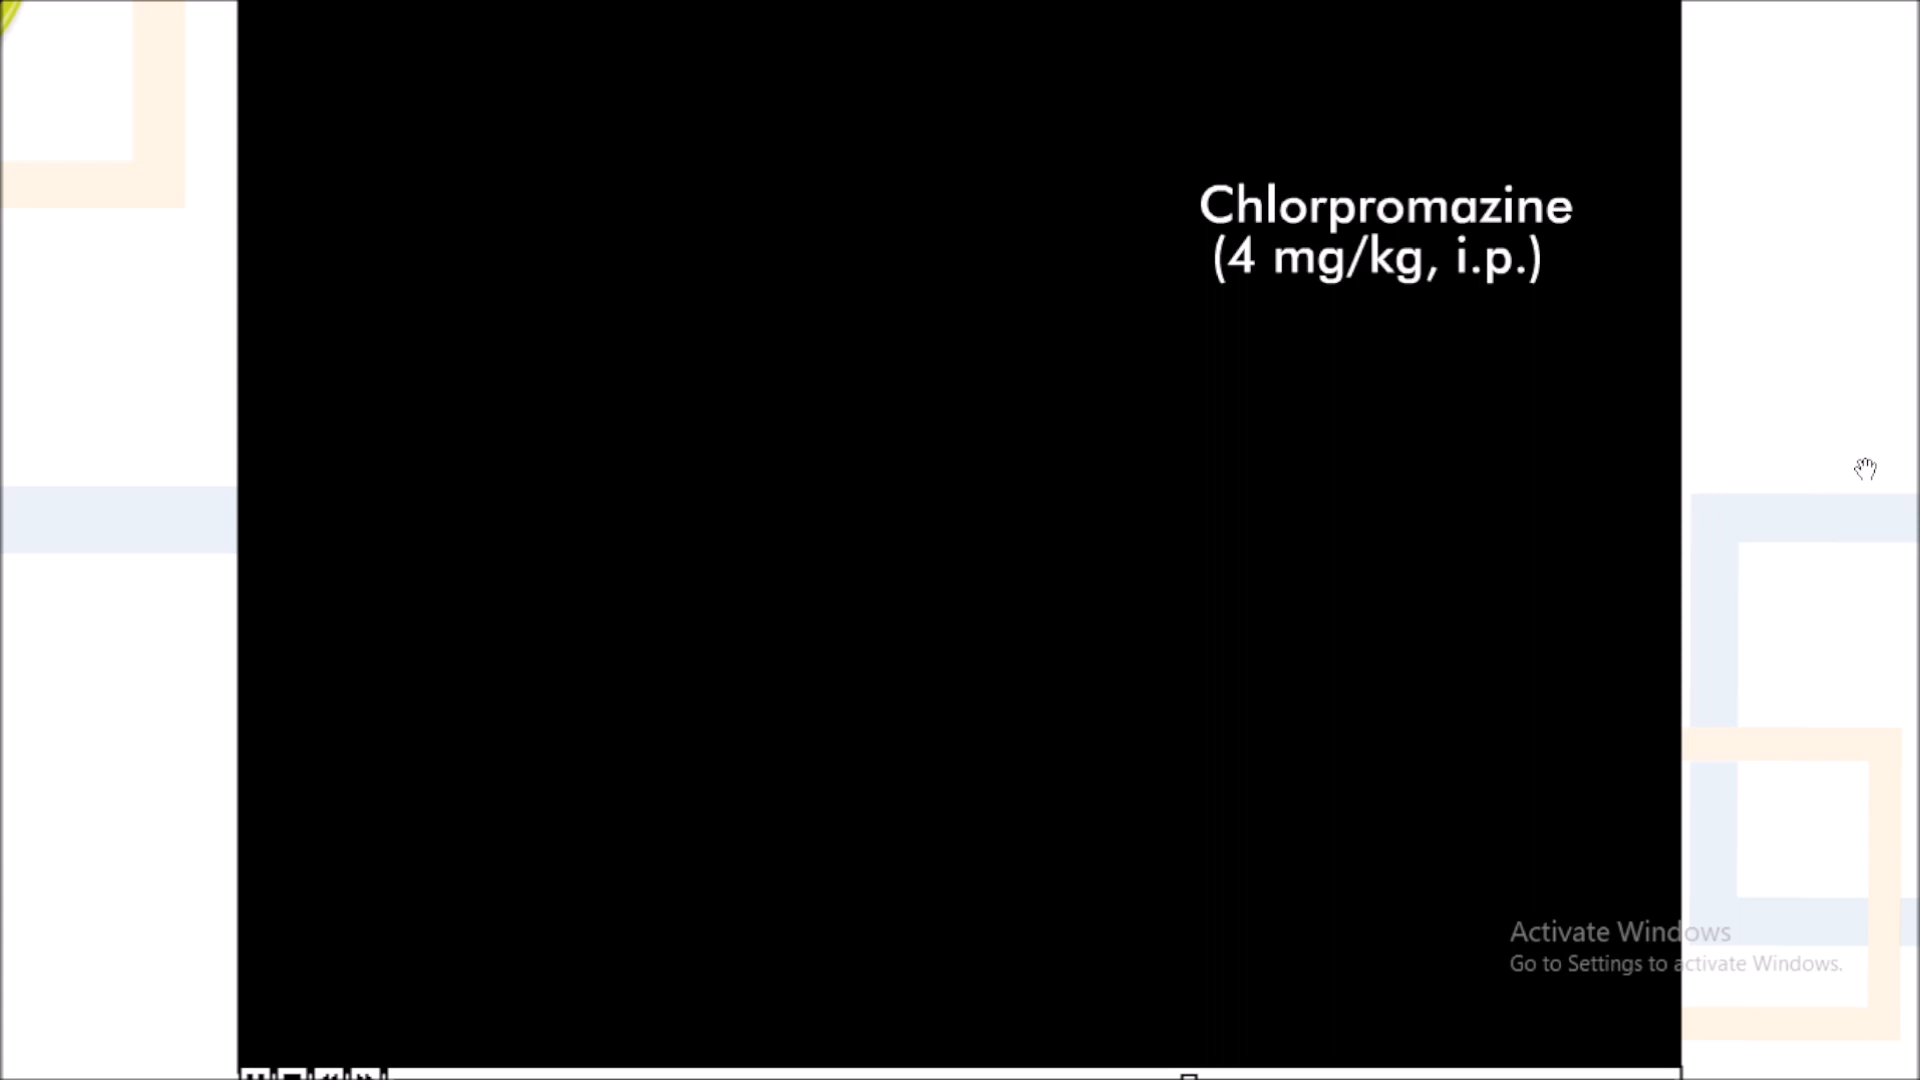 Chlorpromazine
(4 mg/kg, i.p.)
Activate Windows
Go to Settings to activate Windows.